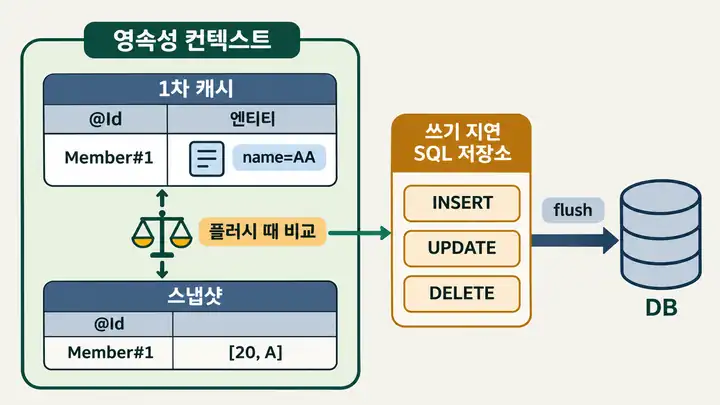 영속성 컨텍스트
1차 캐시
@Id 엔티티
Member#1 name=AA
플러시 때 비교
스냅샷
@Id
Member#1 [20, A]
쓰기 지연
SQL 저장소
INSERT
UPDATE
DELETE
flush
DB